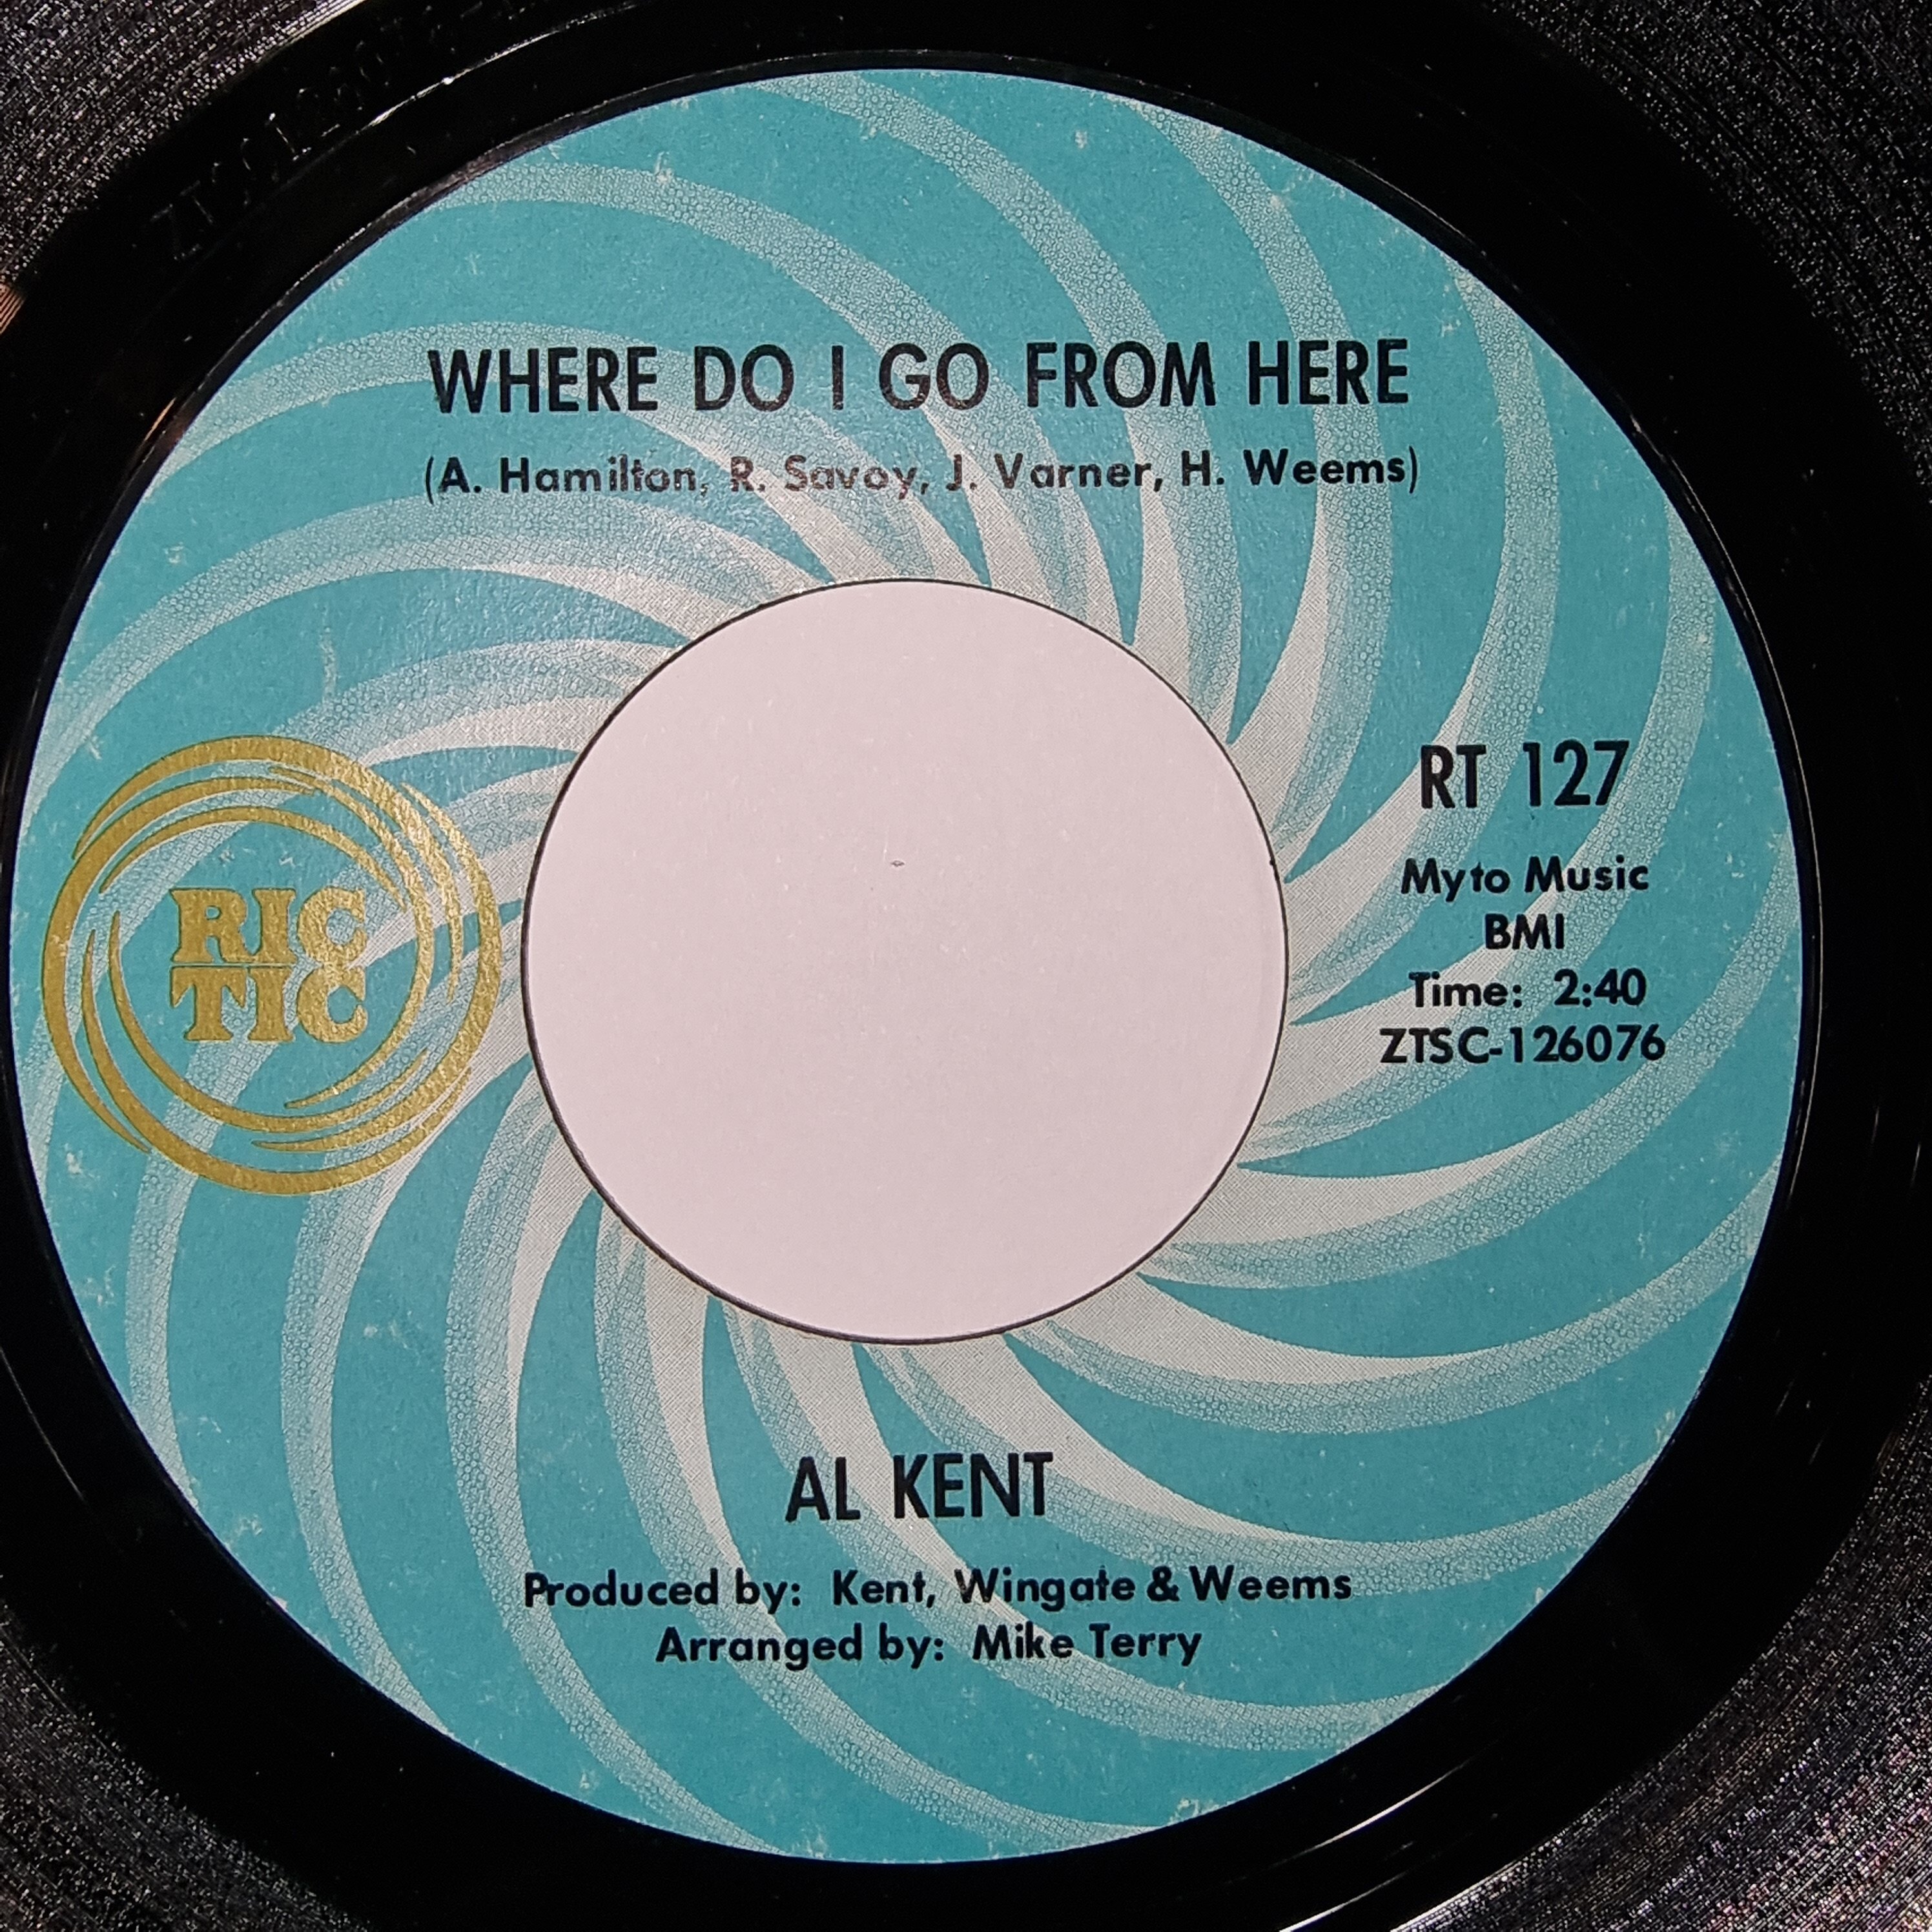 WHERE DO I GO FROM HERE
(A. Hamilton, R. Savoy, J. Varner, H. Weems)
RIC
TIC
RT 127
Myto Music
BMI
Time: 2:40
ZTSC-126076
AL KENT
Produced by: Kent, Wingate & Weems
Arranged by: Mike Terry